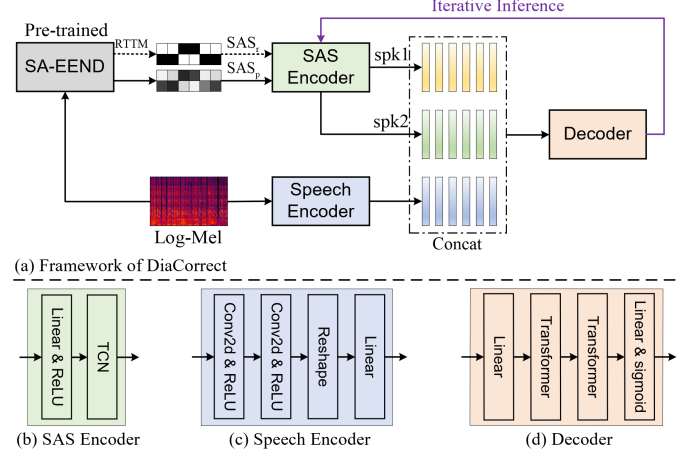 Iterative Inference
Pre-trained
SA-EEND
RTTM
SAS_r
SAS_p
SAS
Encoder
spk1
spk2
Decoder
Log-Mel
Speech
Encoder
Concat
(a) Framework of DiaCorrect
Linear & ReLU
TCN
Conv2d & ReLU
Conv2d & ReLU
Reshape
Linear
Linear
Transformer
Transformer
Linear & sigmoid
(b) SAS Encoder
(c) Speech Encoder
(d) Decoder